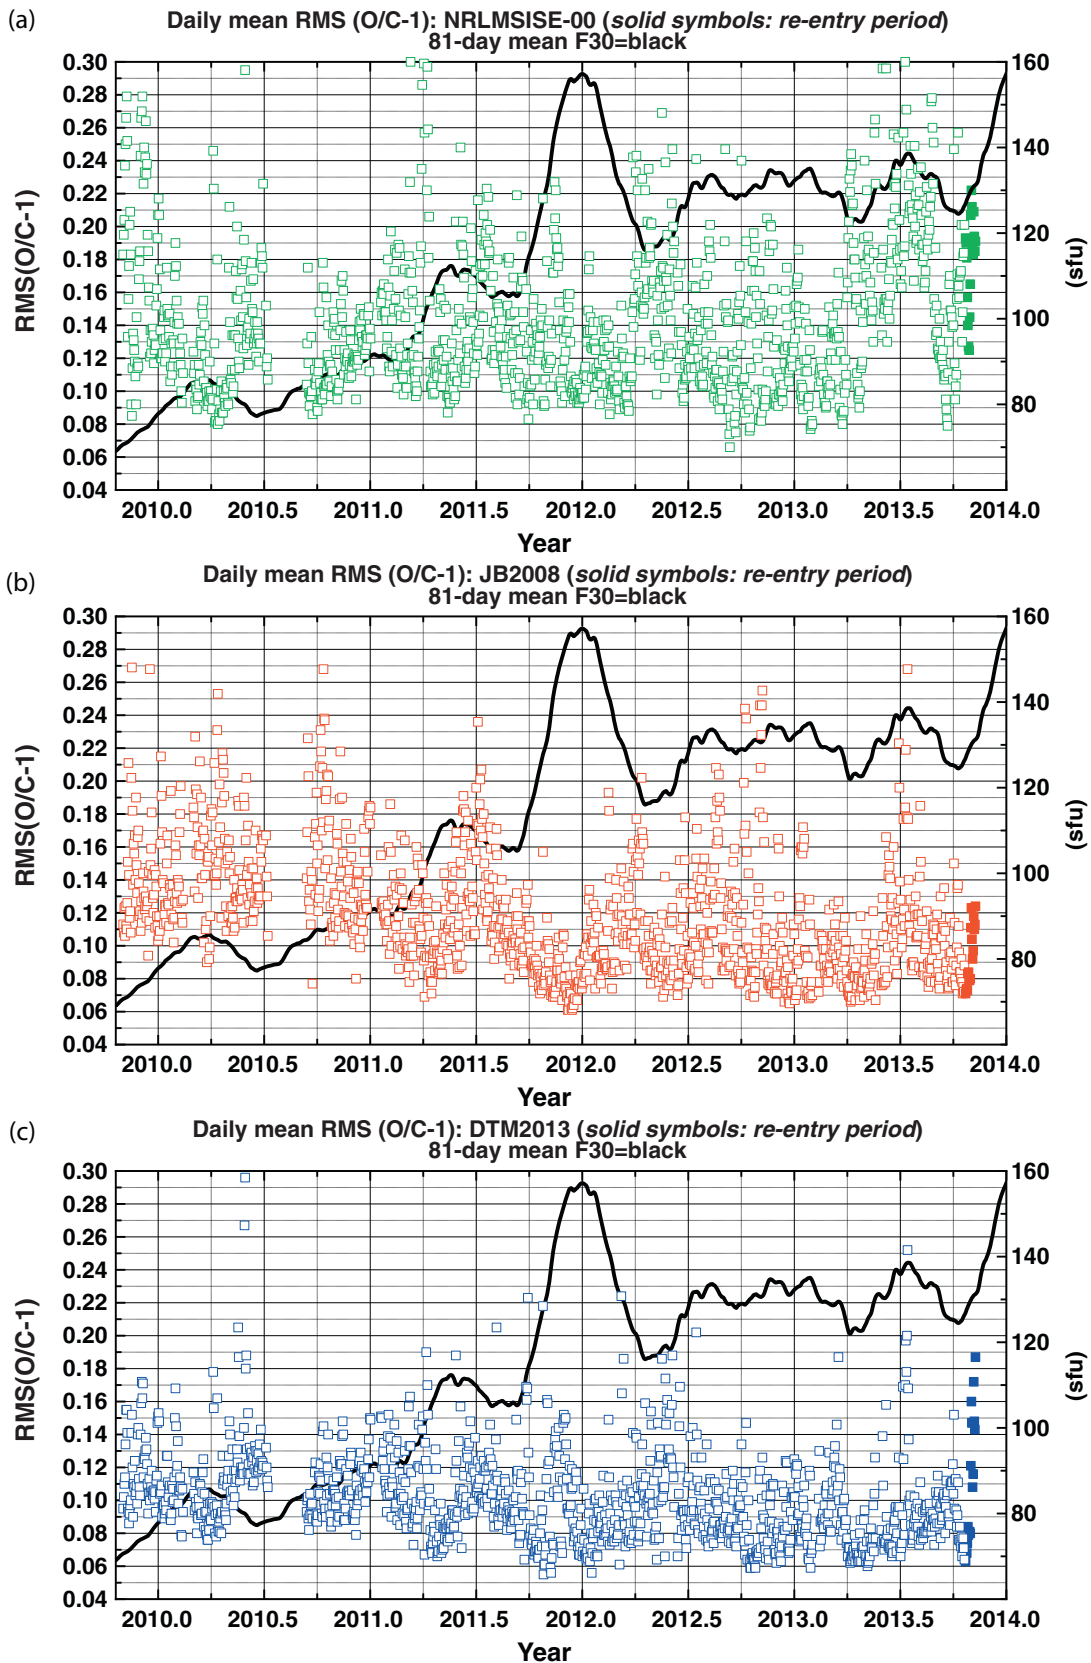 (a)
Daily mean RMS (O/C-1): NRLMSISE-00 (solid symbols: re-entry period)
81-day mean F30=black
0.30
0.28
0.26
0.24
0.22
0.20
0.18
0.16
0.14
0.12
0.10
0.08
0.06
0.04
RMS(O/C-1)
160
140
120
100
80
(sfu)
2010.0 2010.5 2011.0 2011.5 2012.0 2012.5 2013.0 2013.5 2014.0
Year
(b)
Daily mean RMS (O/C-1): JB2008 (solid symbols: re-entry period)
81-day mean F30=black
0.30
0.28
0.26
0.24
0.22
0.20
0.18
0.16
0.14
0.12
0.10
0.08
0.06
0.04
RMS(O/C-1)
160
140
120
100
80
(sfu)
2010.0 2010.5 2011.0 2011.5 2012.0 2012.5 2013.0 2013.5 2014.0
Year
(c)
Daily mean RMS (O/C-1): DTM2013 (solid symbols: re-entry period)
81-day mean F30=black
0.30
0.28
0.26
0.24
0.22
0.20
0.18
0.16
0.14
0.12
0.10
0.08
0.06
0.04
RMS(O/C-1)
160
140
120
100
80
(sfu)
2010.0 2010.5 2011.0 2011.5 2012.0 2012.5 2013.0 2013.5 2014.0
Year